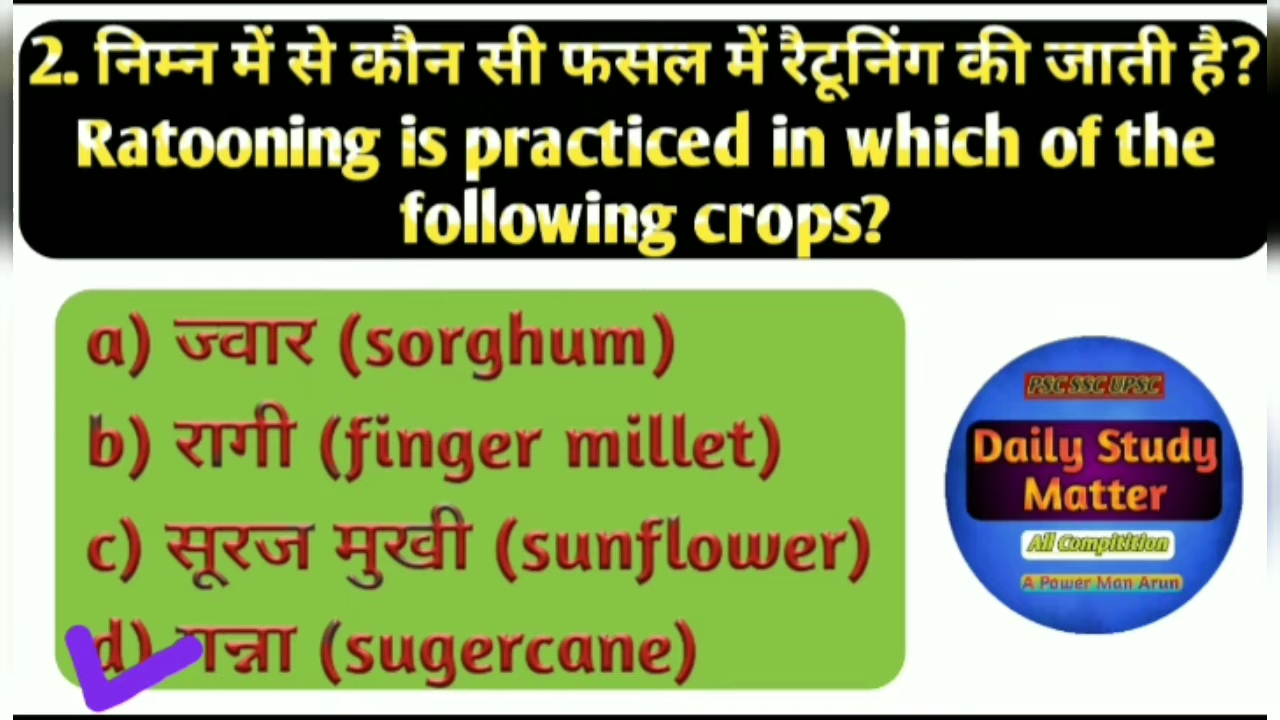 2. निम्न में से कौन सी फसल में रैटूनिंग की जाती है?
Ratooning is practiced in which of the
following crops?
a) ज्वार (sorghum)
b) रागी (finger millet)
c) सूरज मुखी (sunflower)
d) गन्ना (sugercane)
PSC SSC UPSC
Daily Study
Matter
All Compitition
A Power Man Arun